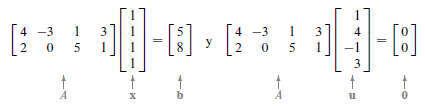 [4 −3 1 3; 2 0 5 1] [1; 1; 1; 1] = [5; 8] y [4 −3 1 3; 2 0 5 1] [1; 4; −1; 3] = [0; 0]
↑ ↑ ↑ ↑ ↑ ↑
A x b A u 0